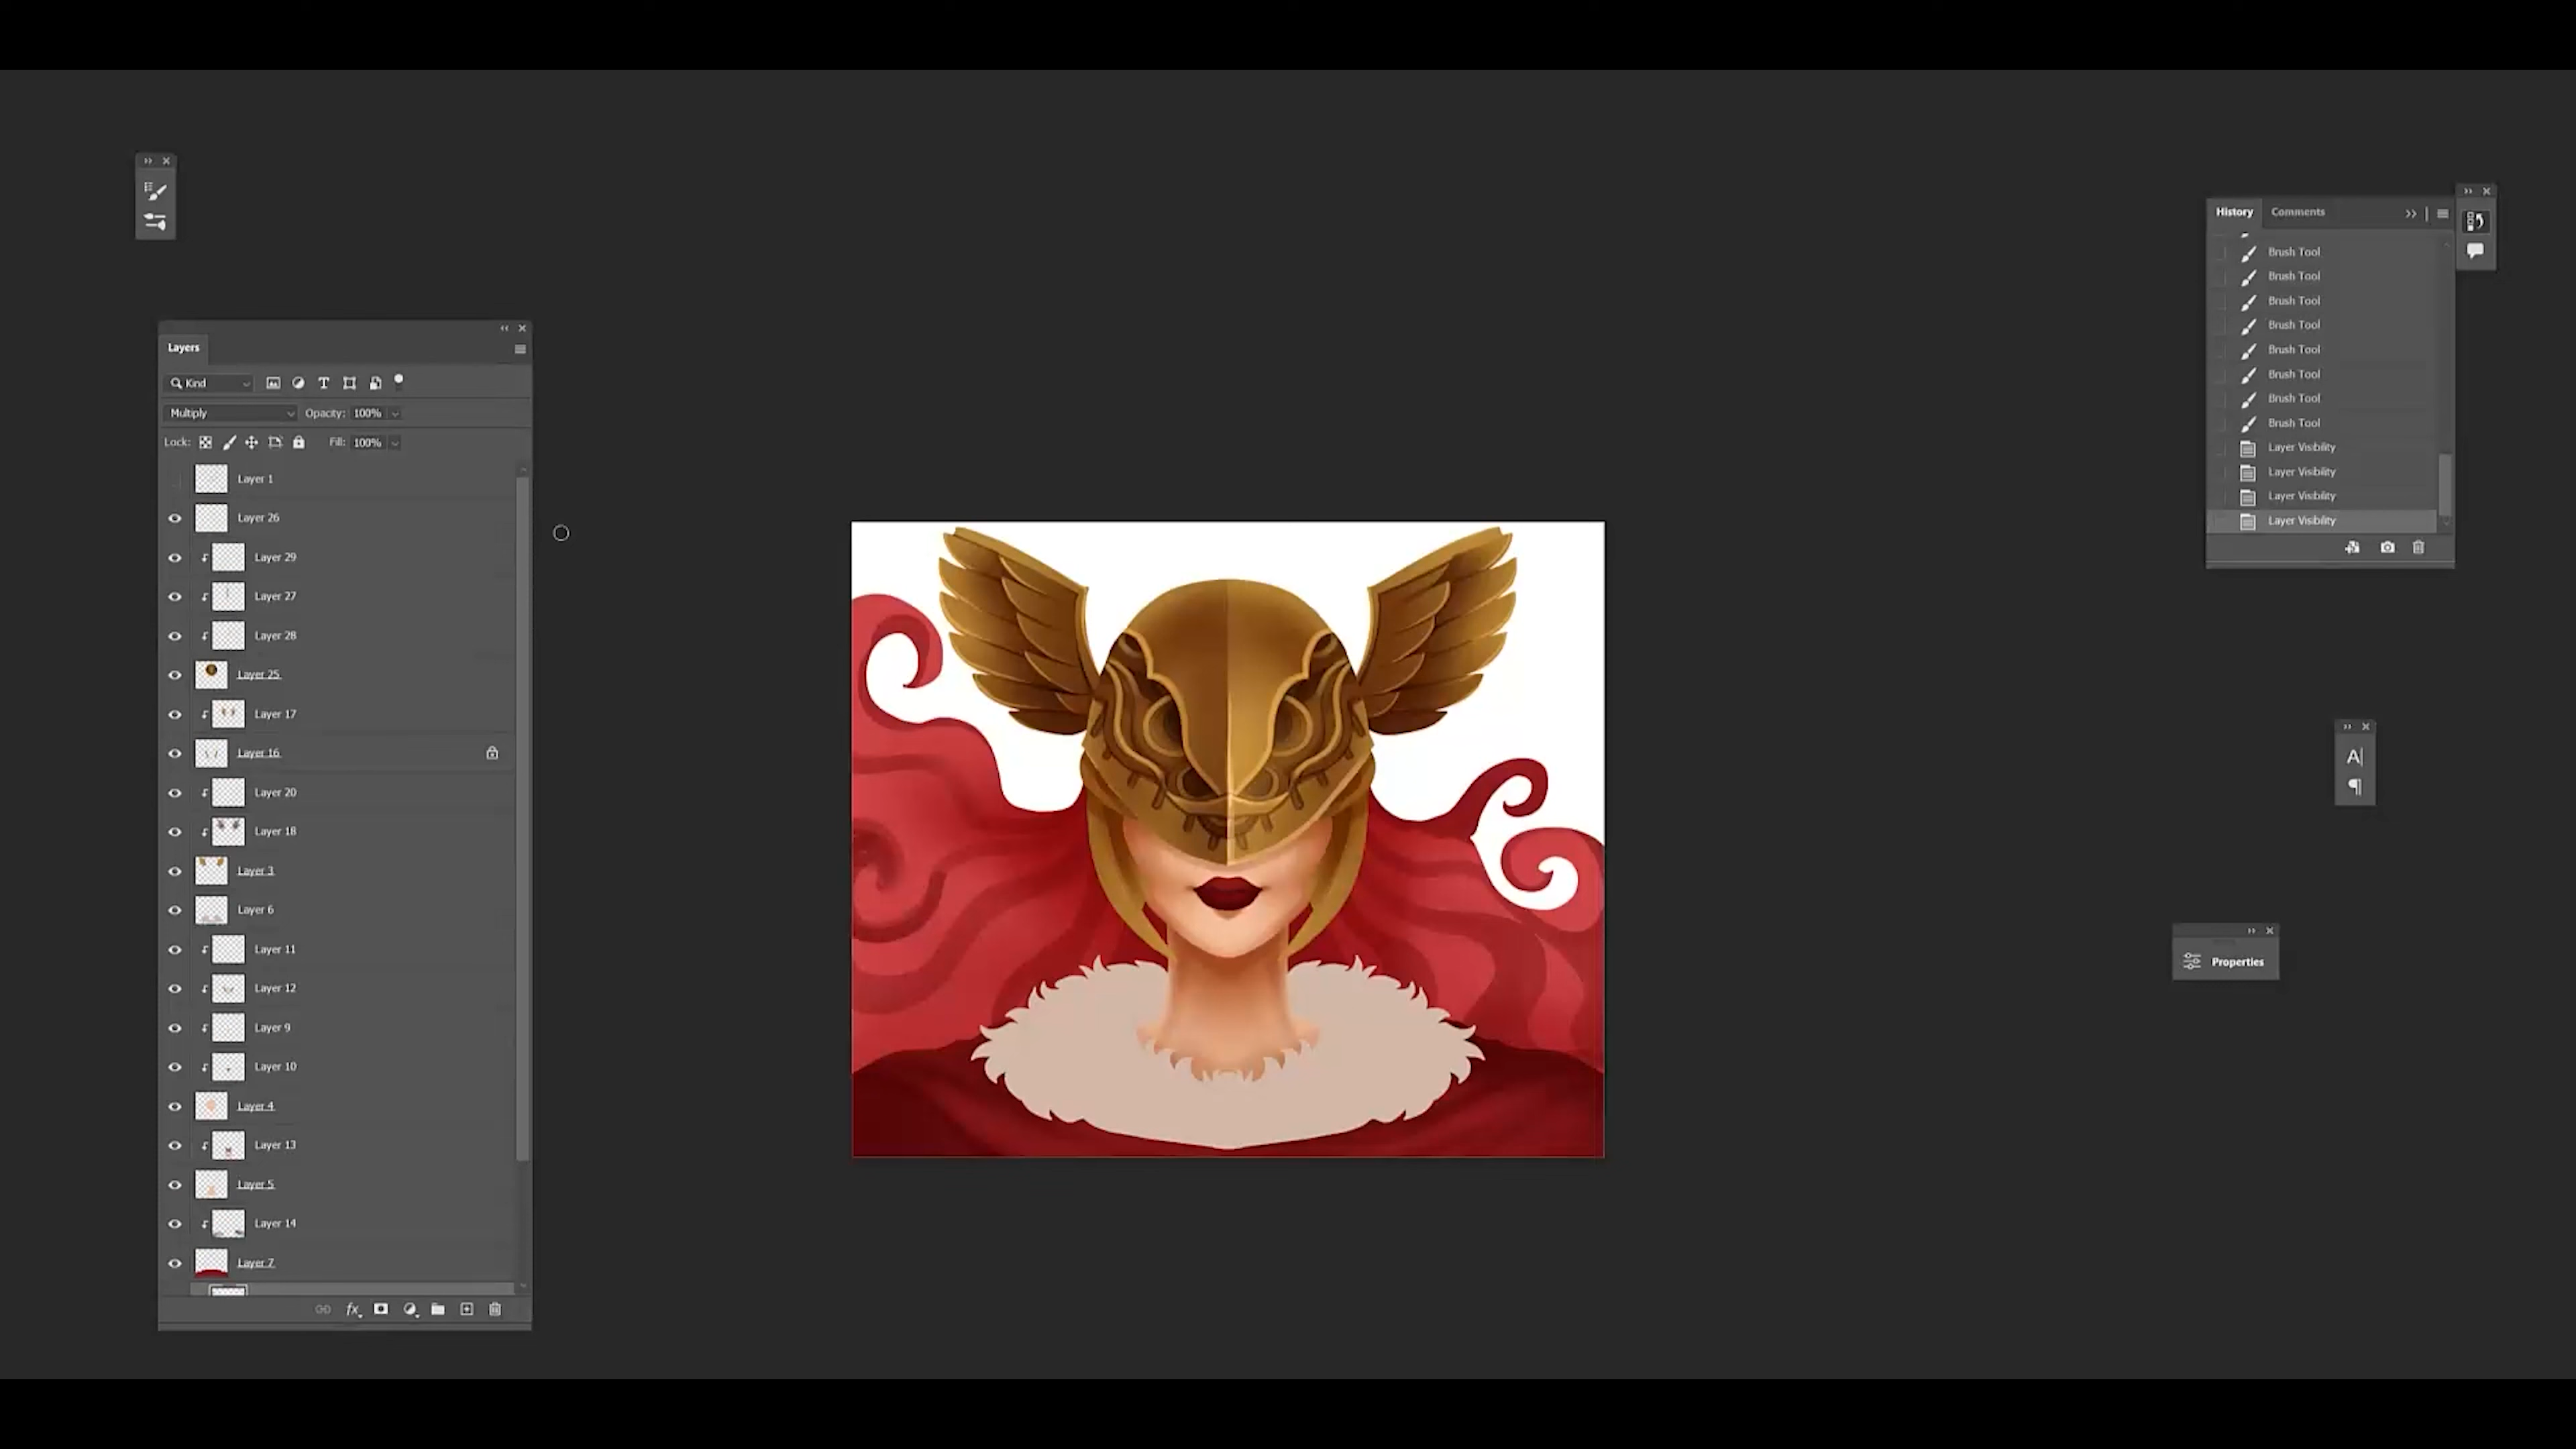 History
Comments
Brush Tool
Brush Tool
Brush Tool
Brush Tool
Brush Tool
Brush Tool
Brush Tool
Brush Tool
Layer Visibility
Layer Visibility
Layer Visibility
Layer Visibility
Layers
Kind
Multiply
Opacity: 100%
Lock:
Fill: 100%
Layer 1
Layer 26
Layer 29
Layer 27
Layer 28
Layer 25
Layer 17
Layer 16
Layer 20
Layer 18
Layer 3
Layer 6
Layer 11
Layer 12
Layer 9
Layer 10
Layer 4
Layer 13
Layer 5
Layer 14
Layer 7
fx
A
Properties